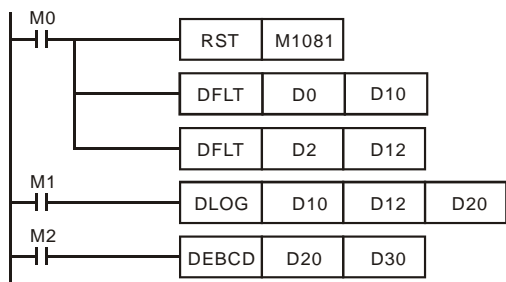 M0
RST M1081
DFLT D0 D10
DFLT D2 D12
M1
DLOG D10 D12 D20
M2
DEBCD D20 D30